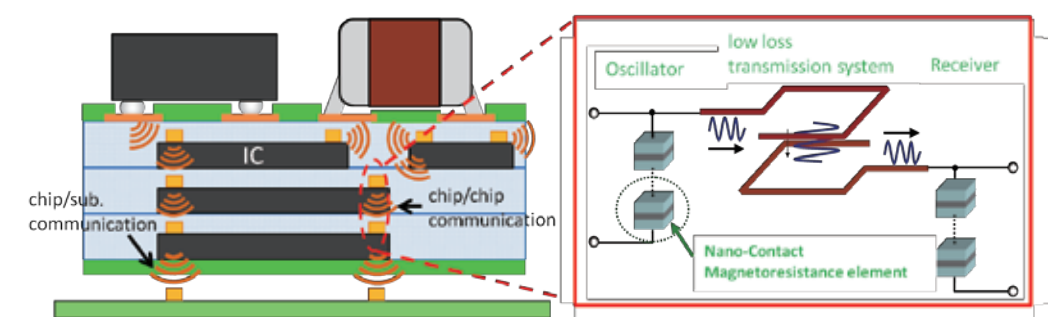 IC
chip/sub.
communication
chip/chip
communication
Oscillator
low loss
transmission system
Receiver
Nano-Contact
Magnetoresistance element